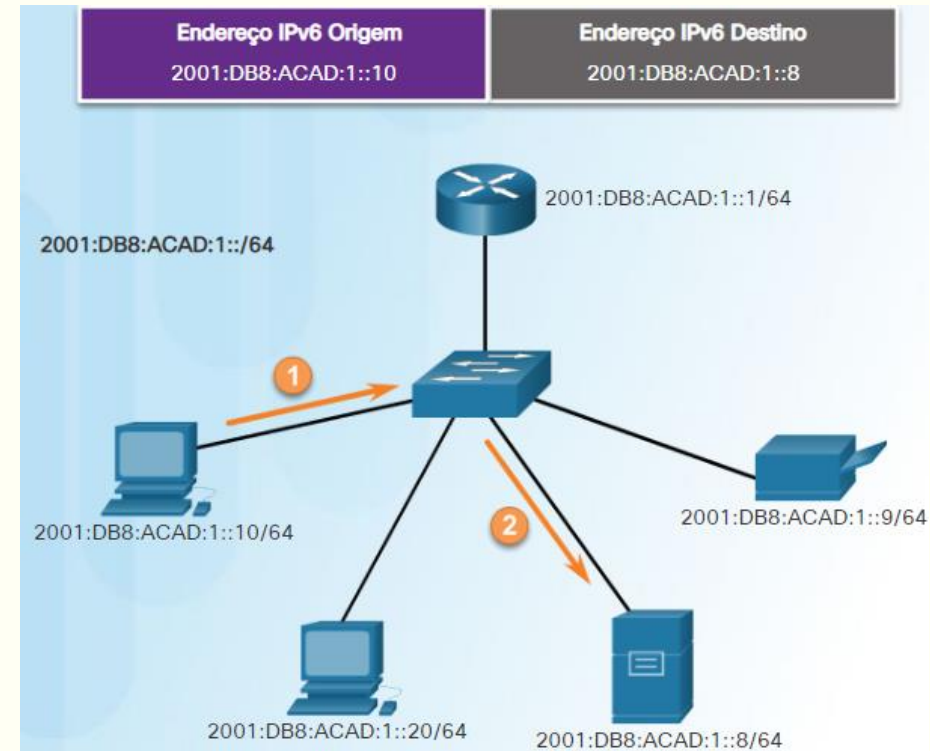 Endereço IPv6 Origem
2001:DB8:ACAD:1::10
Endereço IPv6 Destino
2001:DB8:ACAD:1::8
2001:DB8:ACAD:1::1/64
2001:DB8:ACAD:1::/64
1
2001:DB8:ACAD:1::10/64
2001:DB8:ACAD:1::9/64
2
2001:DB8:ACAD:1::20/64
2001:DB8:ACAD:1::8/64